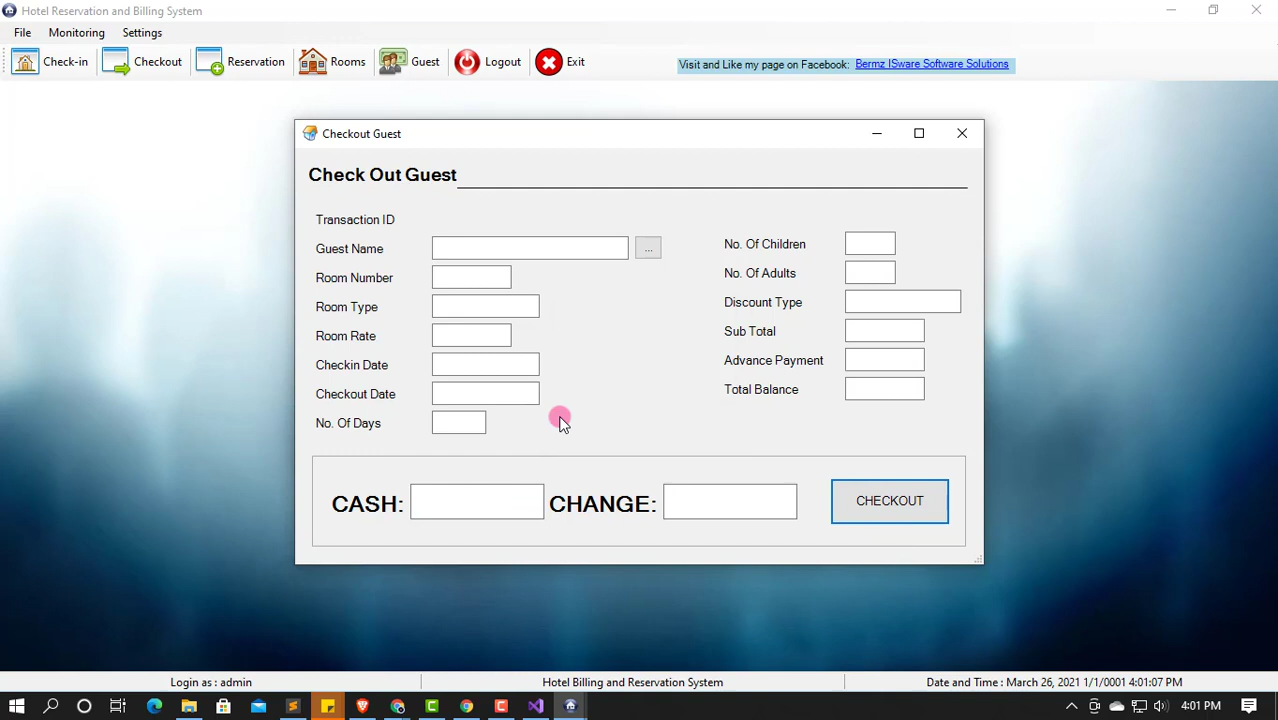 Hotel Reservation and Billing System
File Monitoring Settings
Check-in Checkout Reservation Rooms Guest Logout Exit
Visit and Like my page on Facebook: Bermz ISware Software Solutions
Checkout Guest
Check Out Guest
Transaction ID
Guest Name ...
Room Number
Room Type
Room Rate
Checkin Date
Checkout Date
No. Of Days
No. Of Children
No. Of Adults
Discount Type
Sub Total
Advance Payment
Total Balance
CASH: CHANGE: CHECKOUT
Login as : admin Hotel Billing and Reservation System Date and Time : March 26, 2021 1/1/0001 4:01:07 PM
4:01 PM